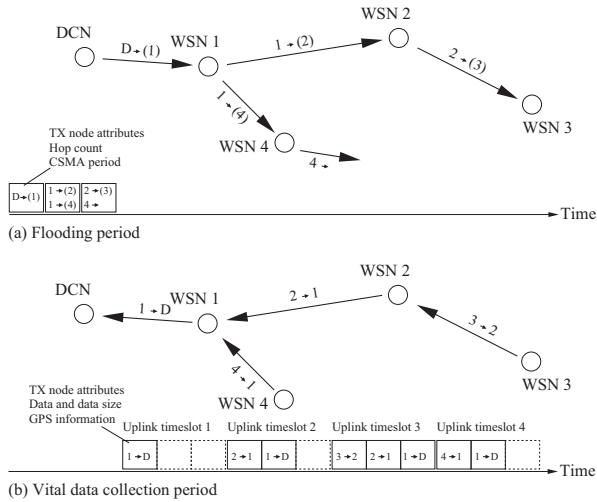 DCN
WSN 1
WSN 2
D→(1)
1→(2)
2→(3)
1→(4)
WSN 3
WSN 4
4→
TX node attributes
Hop count
CSMA period
D→(1) 1→(2) 2→(3)
1→(4) 4→
Time
(a) Flooding period
WSN 2
DCN
WSN 1
2→1
1→D
3→2
4→1
WSN 3
WSN 4
TX node attributes
Data and data size
GPS information
Uplink timeslot 1 Uplink timeslot 2 Uplink timeslot 3 Uplink timeslot 4
1→D 2→1 1→D 3→2 2→1 1→D 4→1 1→D
Time
(b) Vital data collection period